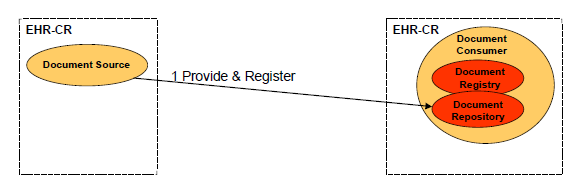 EHR-CR
Document Source
1 Provide & Register
EHR-CR
Document
Consumer
Document
Registry
Document
Repository